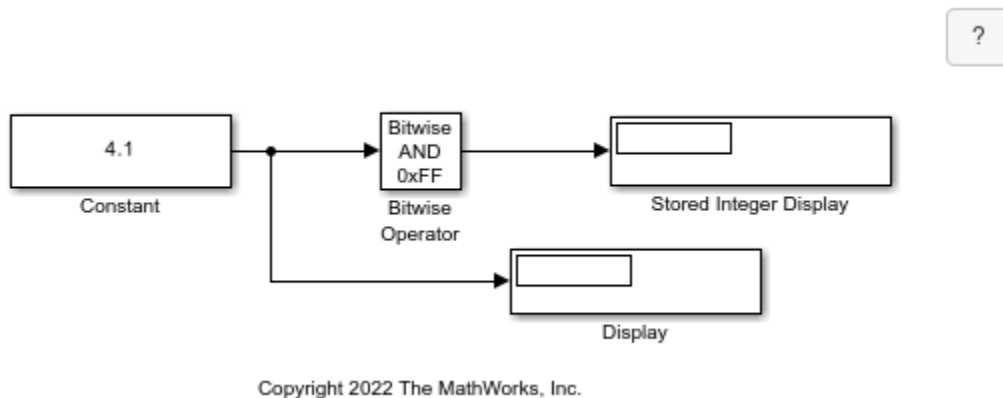 ?
4.1
Constant
Bitwise
AND
0xFF
Bitwise
Operator
Stored Integer Display
Display
Copyright 2022 The MathWorks, Inc.